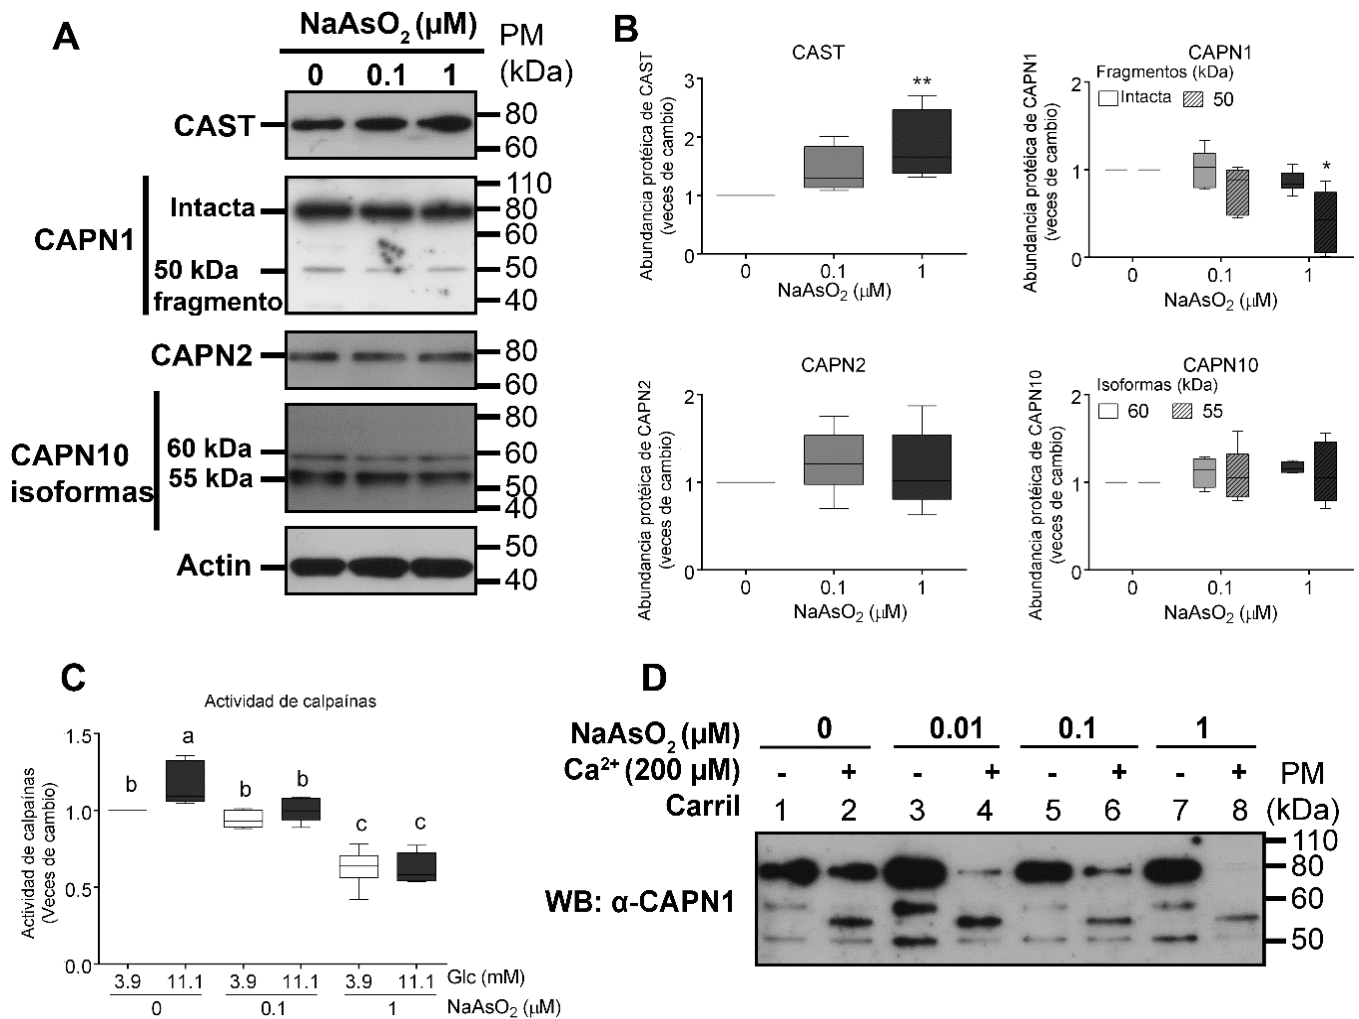 A
NaAsO2 (µM)
PM
(kDa)
0 0.1 1
CAST
80
60
CAPN1
Intacta
50 kDa
fragmento
110
80
60
50
40
CAPN2
80
60
CAPN10
isoformas
60 kDa
55 kDa
80
60
50
40
Actin
50
40
B
CAST
Abundancia protéica de CAST
(veces de cambio)
3
2
1
0
**
0 0.1 1
NaAsO2 (µM)
CAPN1
Fragmentos (kDa)
Intacta 50
Abundancia protéica de CAPN1
(veces de cambio)
2
1
0
*
0 0.1 1
NaAsO2 (µM)
CAPN2
Abundancia protéica de CAPN2
(veces de cambio)
2
1
0
0 0.1 1
NaAsO2 (µM)
CAPN10
Isoformas (kDa)
60 55
Abundancia protéica de CAPN10
(veces de cambio)
2
1
0
0 0.1 1
NaAsO2 (µM)
C
Actividad de calpaínas
Actividad de calpaínas
(Veces de cambio)
1.5
1.0
0.5
0.0
b a b b c c
3.9 11.1 3.9 11.1 3.9 11.1 Glc (mM)
0 0.1 1 NaAsO2 (µM)
D
NaAsO2 (µM) 0 0.01 0.1 1
Ca2+ (200 µM) - + - + - + - + PM
Carril 1 2 3 4 5 6 7 8 (kDa)
WB: α-CAPN1
110
80
60
50